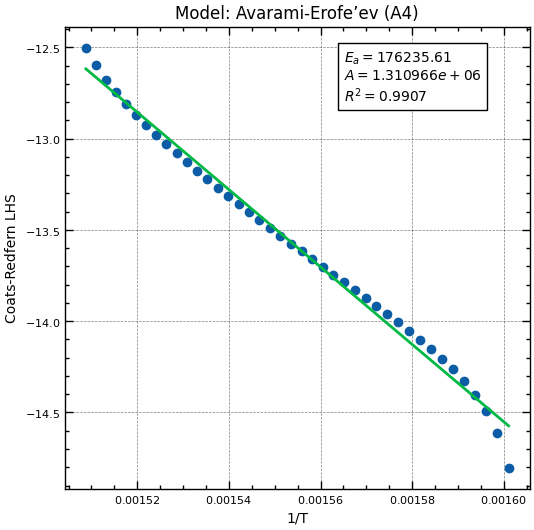 Model: Avarami-Erofe’ev (A4)
−12.5
−13.0
−13.5
−14.0
−14.5
Coats-Redfern LHS
E_a = 176235.61
A = 1.310966e + 06
R² = 0.9907
0.00152
0.00154
0.00156
0.00158
0.00160
1/T